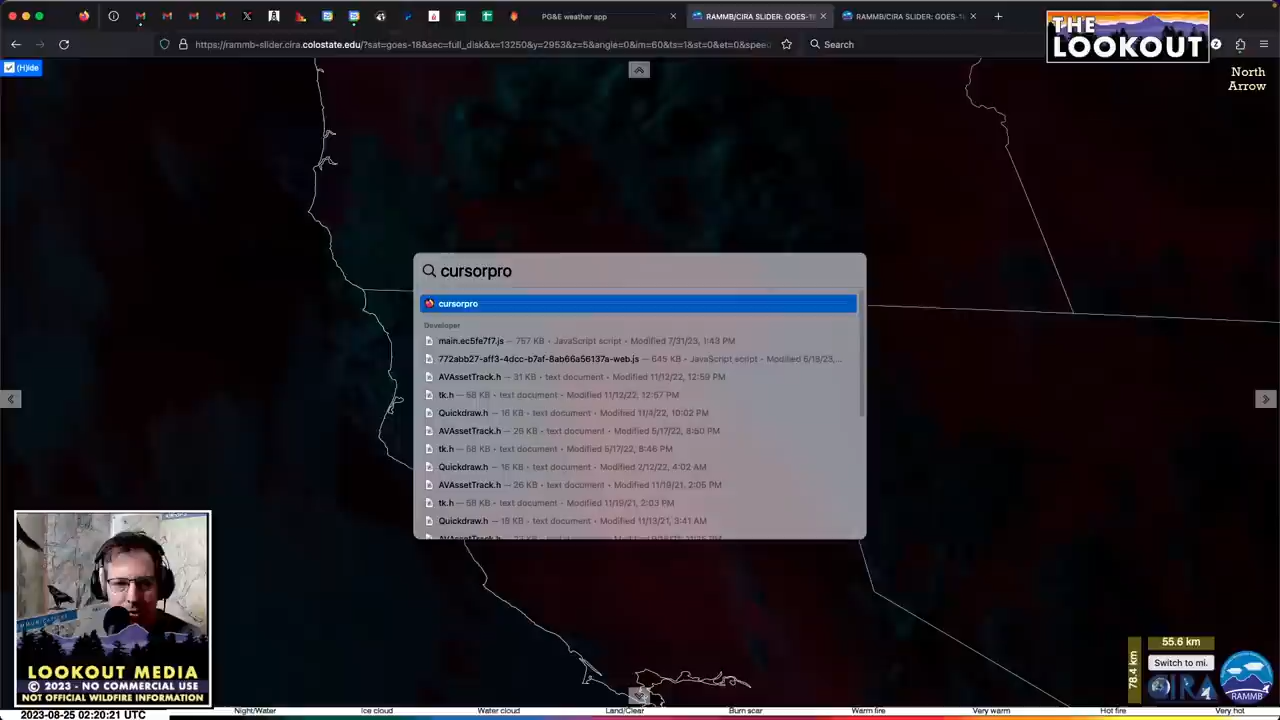 PG&E weather app
RAMMB/CIRA SLIDER: GOES-18
RAMMB/CIRA SLIDER: GOES-18
https://rammb-slider.cira.colostate.edu/?sat=goes-18&sec=full_disk&x=13250&y=2953&z=5&angle=0&im=60&ts=1&st=0&et=0&speed
Search
THE
LOOKOUT
(H)ide
North
Arrow
cursorpro
cursorpro
Developer
main.ec5fe7f7.js — 757 KB · JavaScript script · Modified 7/31/23, 1:43 PM
772abb27-aff3-4dcc-b7af-8ab66a56137a-web.js — 645 KB · JavaScript script · Modified 5/18/23,...
AVAssetTrack.h — 31 KB · text document · Modified 11/12/22, 12:59 PM
tk.h — 58 KB · text document · Modified 11/12/22, 12:57 PM
Quickdraw.h — 16 KB · text document · Modified 11/4/22, 10:02 PM
AVAssetTrack.h — 26 KB · text document · Modified 5/17/22, 8:50 PM
tk.h — 58 KB · text document · Modified 5/17/22, 8:46 PM
Quickdraw.h — 16 KB · text document · Modified 2/12/22, 4:02 AM
AVAssetTrack.h — 26 KB · text document · Modified 11/19/21, 2:05 PM
tk.h — 58 KB · text document · Modified 11/19/21, 2:03 PM
Quickdraw.h — 16 KB · text document · Modified 11/13/21, 3:41 AM
AVAssetTrack.h
LOOKOUT MEDIA
© 2023 - NO COMMERCIAL USE
NOT OFFICIAL WILDFIRE INFORMATION
55.6 km
78.4 km
Switch to mi.
CIRA
RAMMB
2023-08-25 02:20:21 UTC
Night/Water
Ice cloud
Water cloud
Land/Clear
Burn scar
Warm fire
Very warm
Hot fire
Very hot